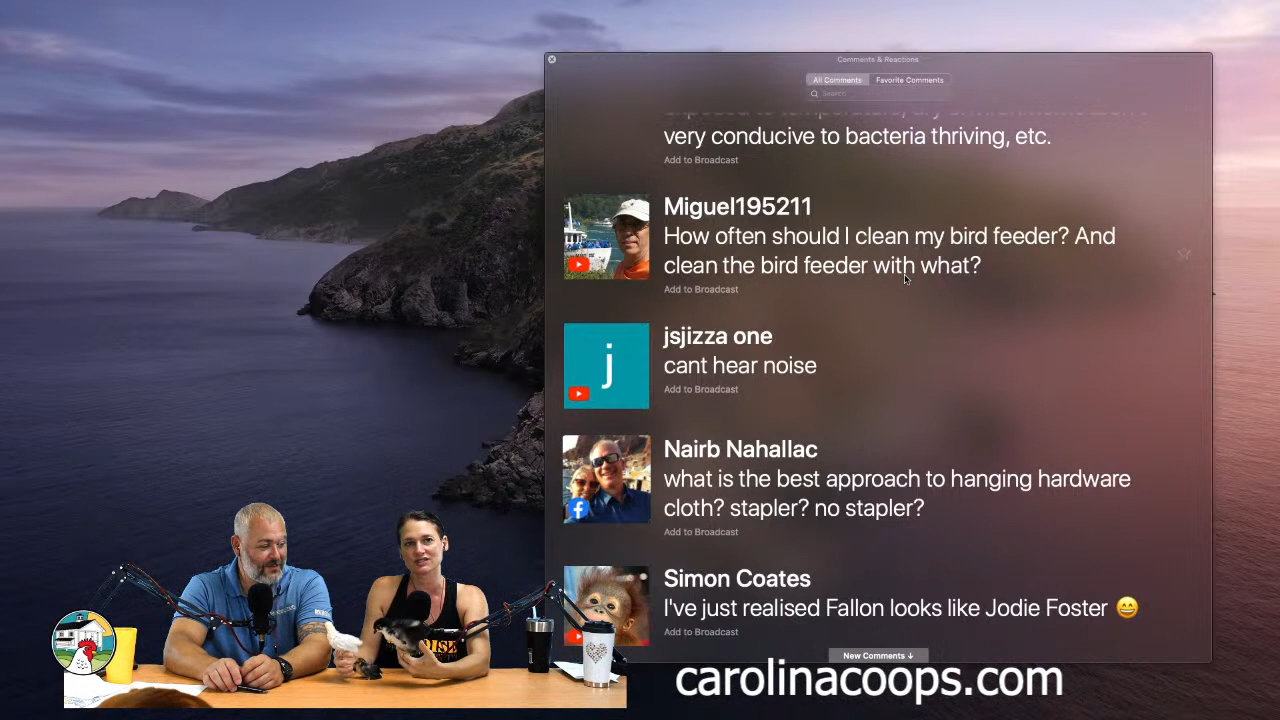 Comments & Reactions
All Comments Favorite Comments
Search
very conducive to bacteria thriving, etc.
Add to Broadcast
Miguel195211
How often should I clean my bird feeder? And
clean the bird feeder with what?
Add to Broadcast
j
jsjizza one
cant hear noise
Add to Broadcast
Nairb Nahallac
what is the best approach to hanging hardware
cloth? stapler? no stapler?
Add to Broadcast
Simon Coates
I've just realised Fallon looks like Jodie Foster 😄
Add to Broadcast
New Comments ↓
carolinacoops.com